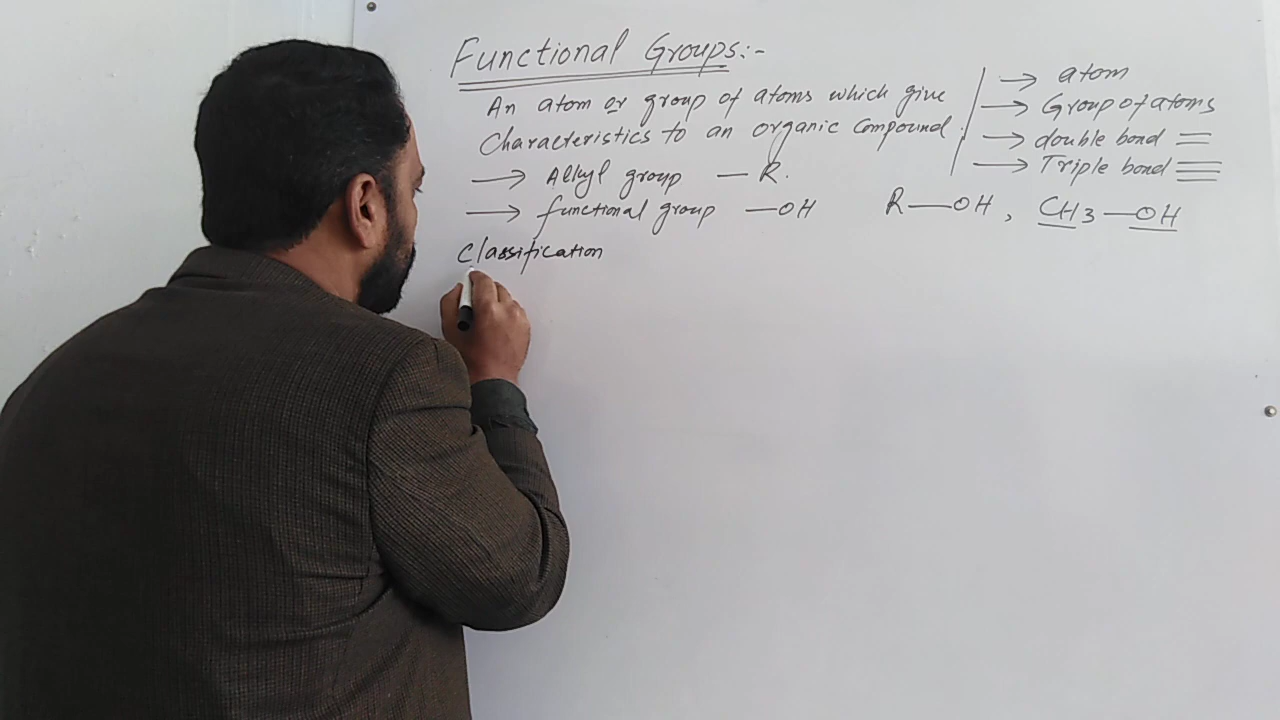 Functional Groups:-
An atom or group of atoms which give
Characteristics to an organic Compound.
→ Alkyl group —R.
→ functional group —OH R—OH, CH3—OH
Classification
→ atom
→ Group of atoms
→ double bond =
→ Triple bond ≡